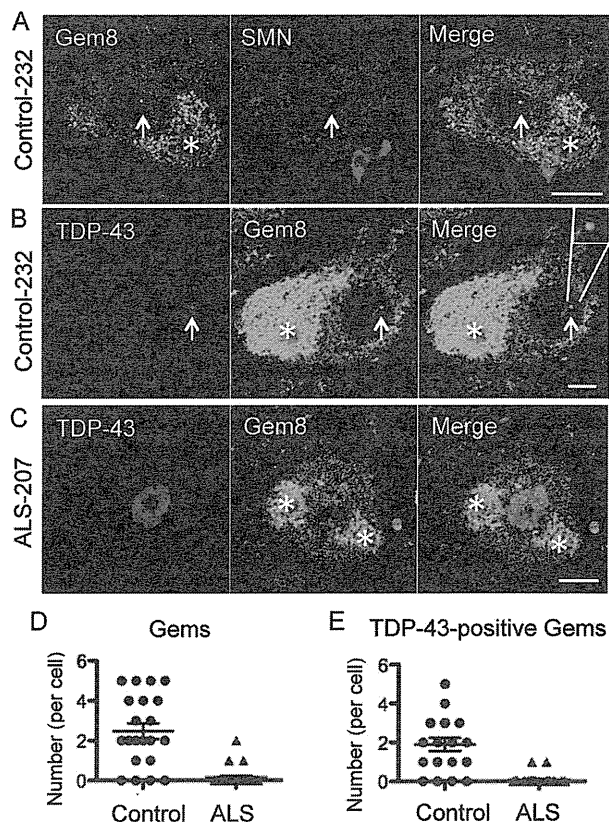 A
Control-232
Gem8
SMN
Merge
*
*
B
Control-232
TDP-43
Gem8
Merge
*
*
C
ALS-207
TDP-43
Gem8
Merge
*
*
*
*
D
Gems
Number (per cell)
6
4
2
0
Control
ALS
E
TDP-43-positive Gems
Number (per cell)
6
4
2
0
Control
ALS